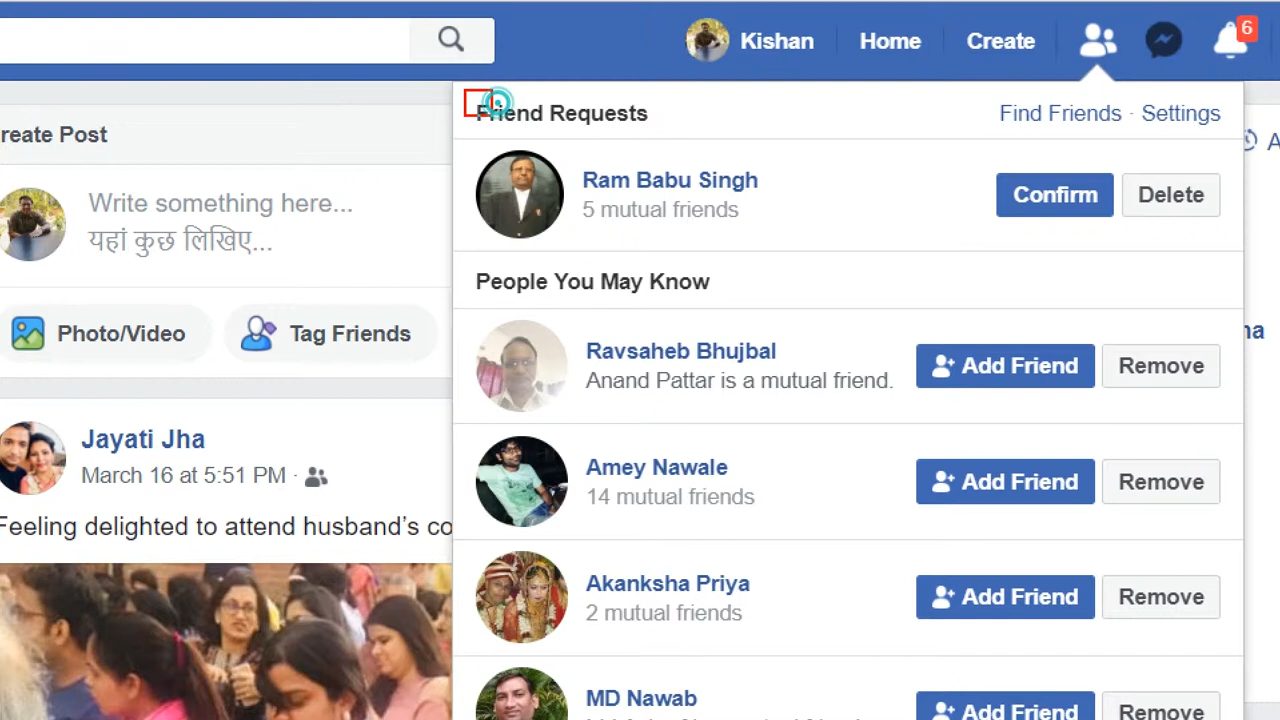 Kishan
Home
Create
6
Friend Requests
Find Friends · Settings
Ram Babu Singh
5 mutual friends
Confirm
Delete
People You May Know
Ravsaheb Bhujbal
Anand Pattar is a mutual friend.
Add Friend
Remove
Amey Nawale
14 mutual friends
Add Friend
Remove
Akanksha Priya
2 mutual friends
Add Friend
Remove
MD Nawab
Add Friend
Remove
reate Post
Write something here...
यहां कुछ लिखिए...
Photo/Video
Tag Friends
Jayati Jha
March 16 at 5:51 PM ·
Feeling delighted to attend husband’s co
A
na